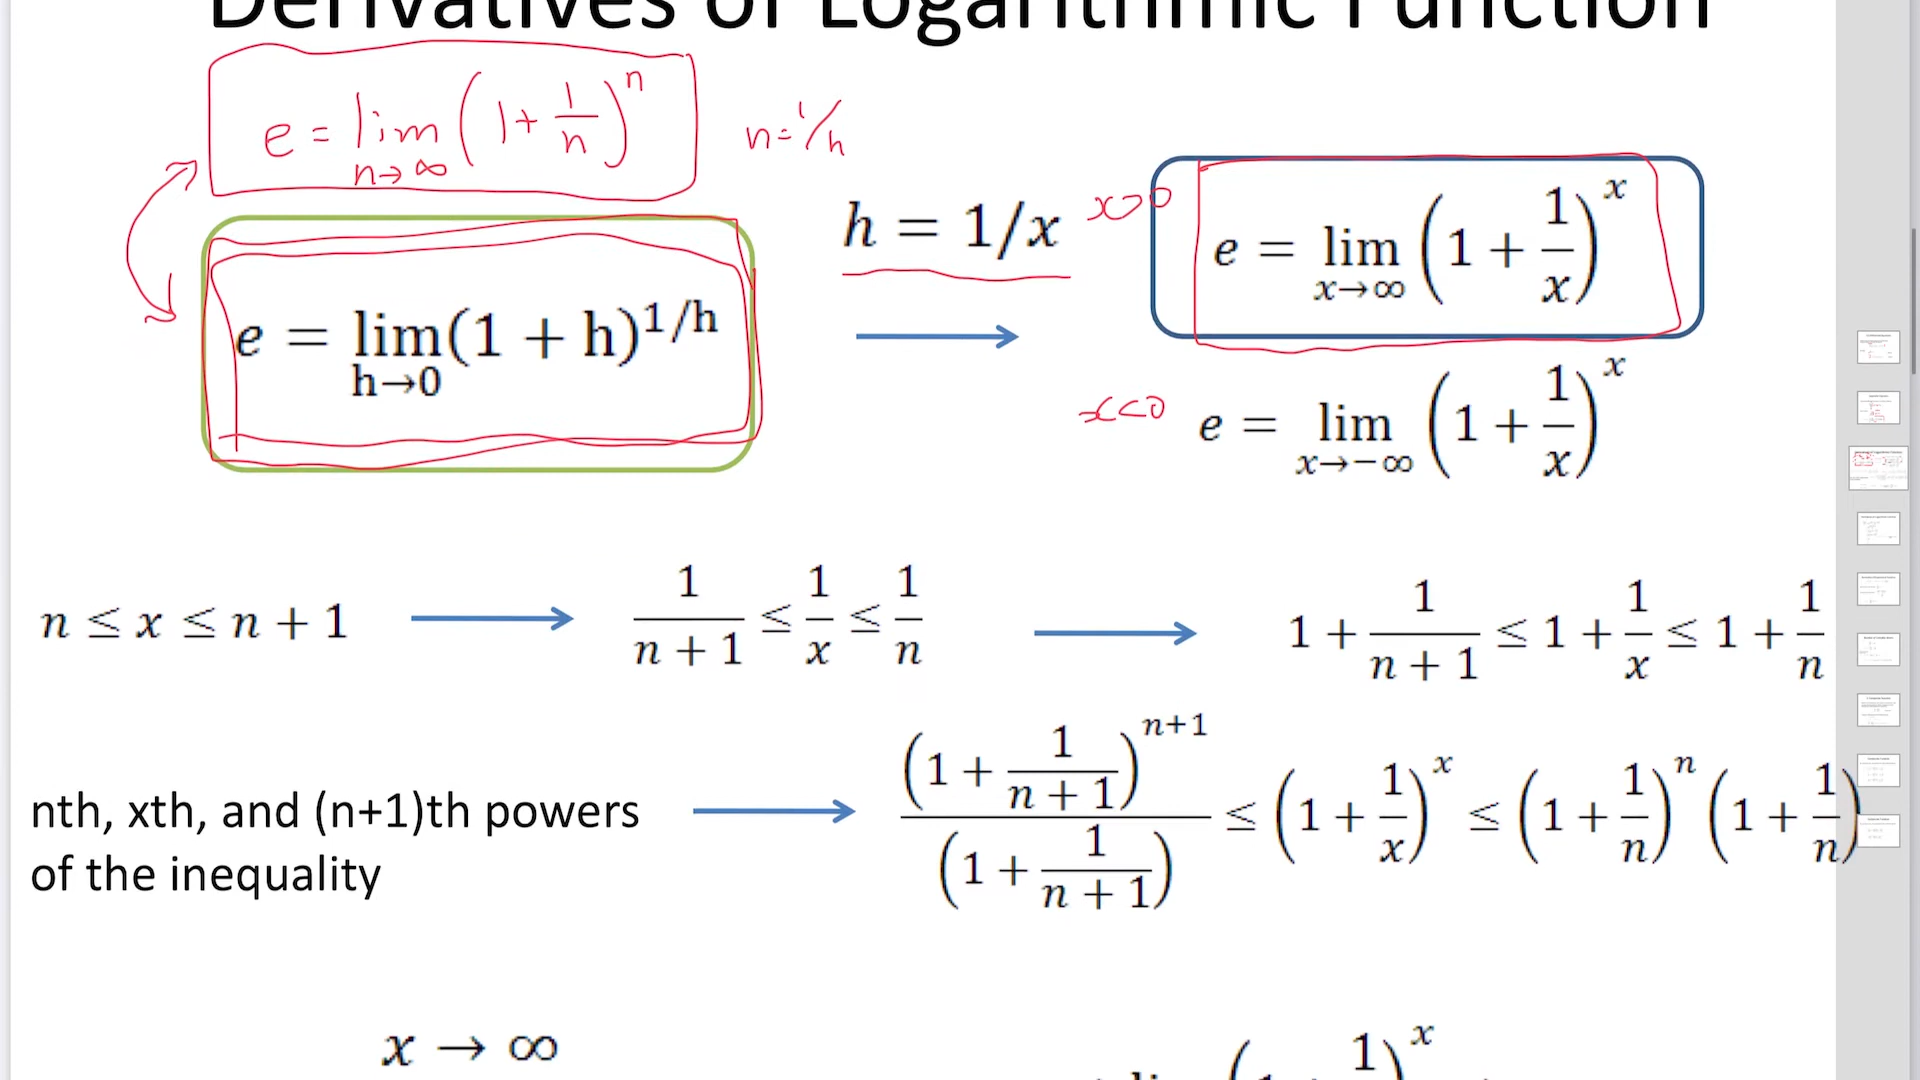 Derivatives of Logarithmic Function
e = lim n→∞ (1 + 1/n)^n
n = 1/h
h = 1/x
x>0
e = lim x→∞ (1 + 1/x)^x
e = lim h→0 (1 + h)^1/h
x<0
e = lim x→−∞ (1 + 1/x)^x
n ≤ x ≤ n + 1
1/(n + 1) ≤ 1/x ≤ 1/n
1 + 1/(n + 1) ≤ 1 + 1/x ≤ 1 + 1/n
nth, xth, and (n+1)th powers
of the inequality
(1 + 1/(n + 1))^(n+1) / (1 + 1/(n + 1)) ≤ (1 + 1/x)^x ≤ (1 + 1/n)^n (1 + 1/n)
x → ∞